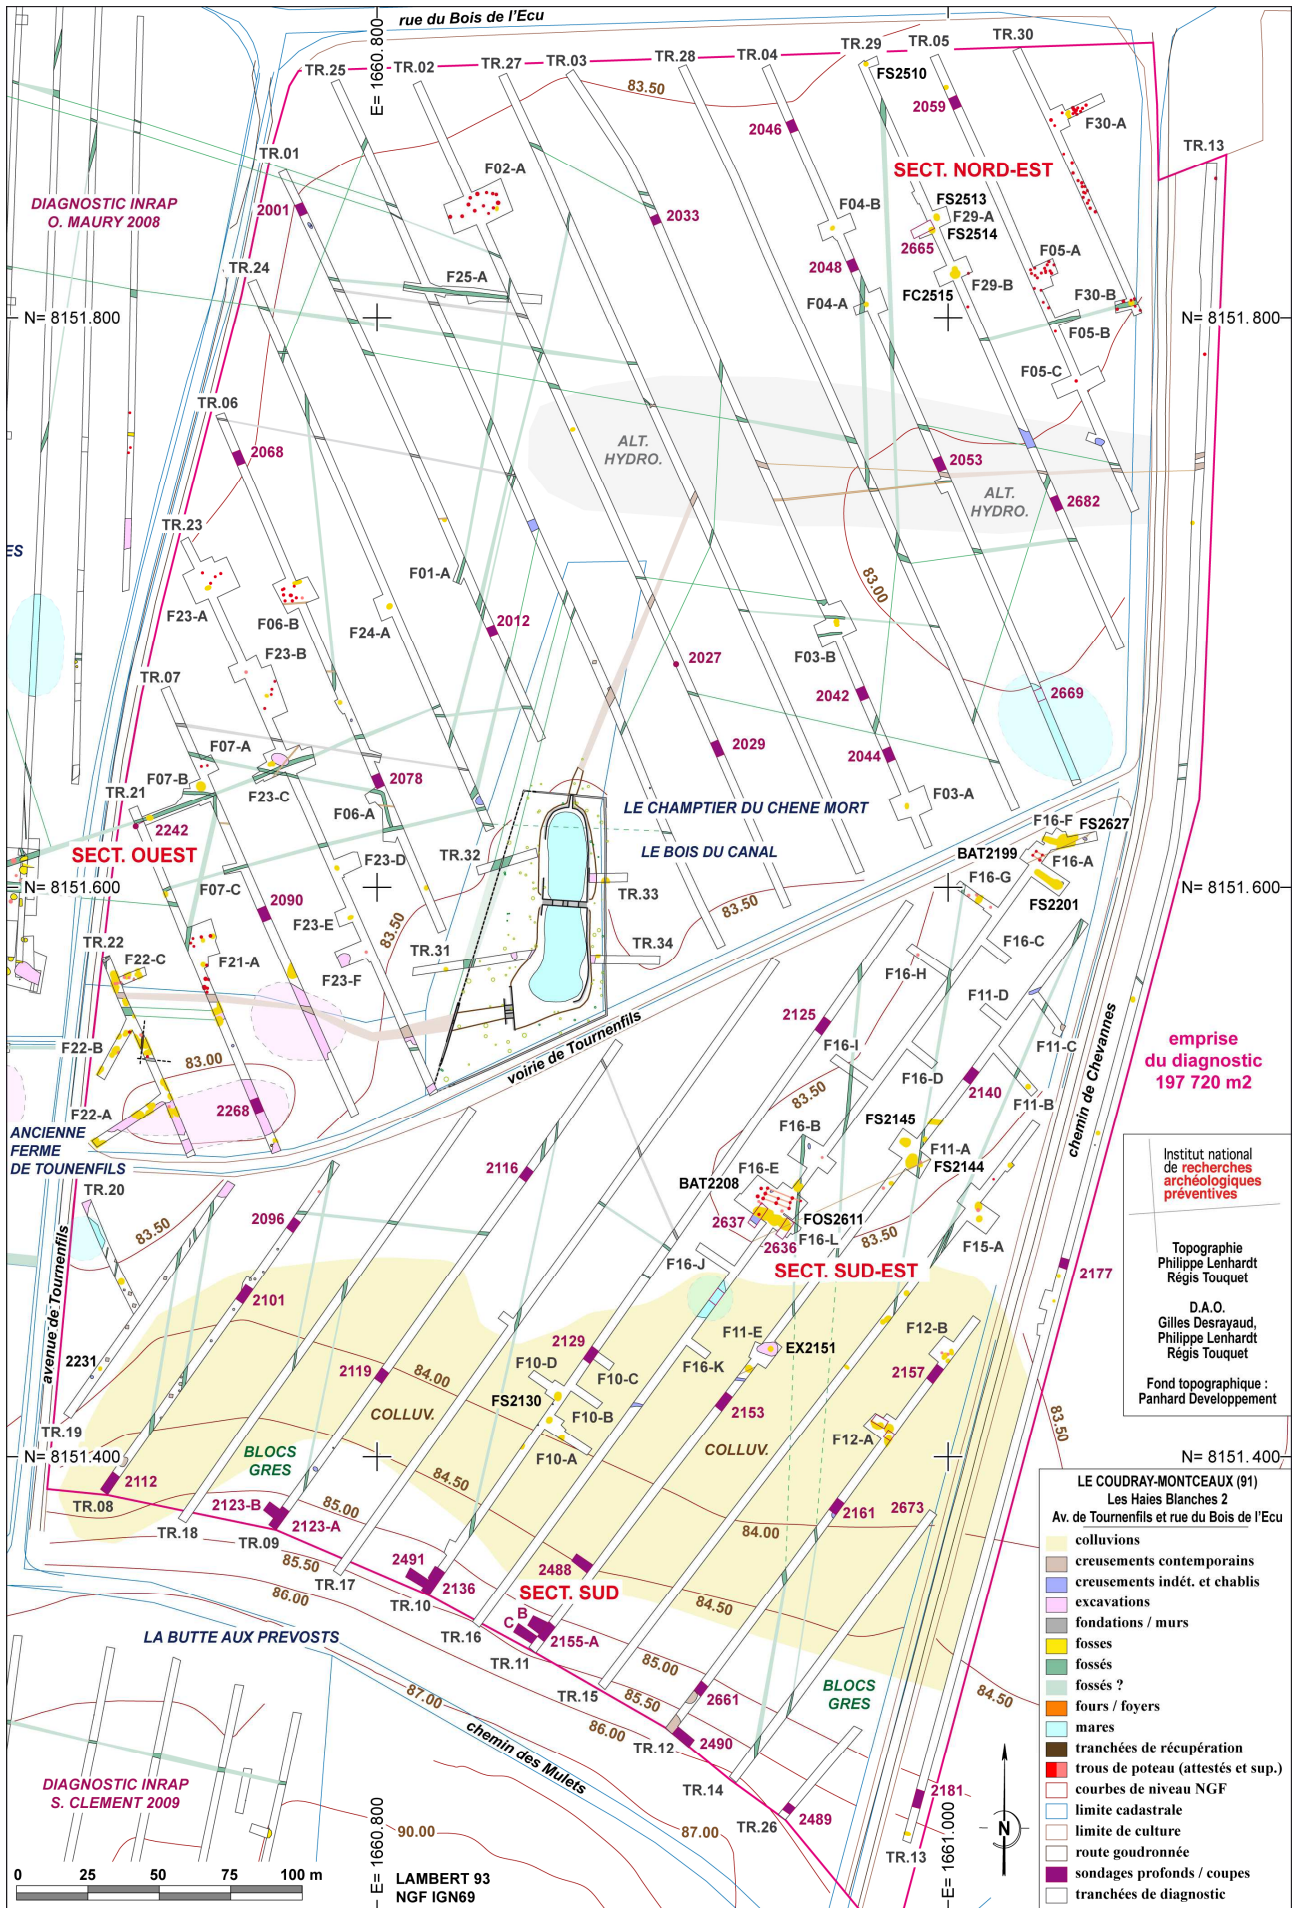 rue du Bois de l'Ecu
E= 1660.800
TR.25
TR.02
TR.27
TR.03
TR.28
TR.04
TR.29
TR.05
TR.30
83.50
FS2510
2059
2046
F30-A
TR.13
TR.01
SECT. NORD-EST
F02-A
DIAGNOSTIC INRAP
O. MAURY 2008
2001
2033
F04-B
FS2513
F29-A
FS2514
2665
F05-A
TR.24
F25-A
2048
F29-B
F04-A
FC2515
F30-B
N= 8151.800
N= 8151.800
F05-B
F05-C
TR.06
ALT.
HYDRO.
2068
2053
ALT.
HYDRO.
2682
TR.23
ES
F01-A
83.00
F23-A
F06-B
F24-A
2012
F23-B
F03-B
2027
TR.07
2042
2669
F07-A
2029
2044
F07-B
F23-C
2078
TR.21
F03-A
LE CHAMPTIER DU CHENE MORT
F06-A
2242
F16-F
FS2627
SECT. OUEST
LE BOIS DU CANAL
BAT2199
TR.32
F23-D
F16-A
F16-G
N= 8151.600
F07-C
TR.33
N= 8151.600
2090
83.50
FS2201
F23-E
83.50
TR.22
TR.31
TR.34
F16-C
F22-C
F21-A
F23-F
F16-H
F11-D
2125
voirie de Tournenfils
F22-B
83.00
F16-I
F11-C
emprise
du diagnostic
197 720 m2
F16-D
2140
83.50
F22-A
2268
F11-B
chemin de Chevannes
F16-B
FS2145
ANCIENNE
FERME
DE TOUNENFILS
F11-A
2116
F16-E
FS2144
BAT2208
Institut national
de recherches
archéologiques
préventives
TR.20
2637
FOS2611
2096
83.50
2636
F16-L
83.50
F15-A
F16-J
SECT. SUD-EST
2177
Topographie
Philippe Lenhardt
Régis Touquet
avenue de Tournenfils
2101
D.A.O.
Gilles Desrayaud,
Philippe Lenhardt
Régis Touquet
2129
F11-E
EX2151
F12-B
2231
F10-D
F16-K
2119
84.00
F10-C
2157
Fond topographique :
Panhard Developpement
FS2130
2153
COLLUV.
F10-B
83.50
TR.19
F12-A
BLOCS
GRES
COLLUV.
N= 8151.400
F10-A
N= 8151.400
84.50
2112
TR.08
LE COUDRAY-MONTCEAUX (91)
Les Haies Blanches 2
Av. de Tournenfils et rue du Bois de l'Ecu
2123-B
85.00
2161
2673
TR.18
2123-A
84.00
TR.09
colluvions
85.50
2491
2488
creusements contemporains
TR.17
2136
creusements indét. et chablis
86.00
SECT. SUD
84.50
excavations
TR.10
B
C
fondations / murs
LA BUTTE AUX PREVOSTS
TR.16
2155-A
fosses
TR.11
85.00
fossés
BLOCS
GRES
fossés ?
87.00
TR.15
85.50
2661
84.50
fours / foyers
86.00
mares
chemin des Mulets
TR.12
2490
tranchées de récupération
trous de poteau (attestés et sup.)
DIAGNOSTIC INRAP
S. CLEMENT 2009
TR.14
2181
courbes de niveau NGF
limite cadastrale
2489
TR.26
N
limite de culture
90.00
87.00
TR.13
route goudronnée
0 25 50 75 100 m
E= 1660.800
LAMBERT 93
NGF IGN69
E= 1661.000
sondages profonds / coupes
tranchées de diagnostic